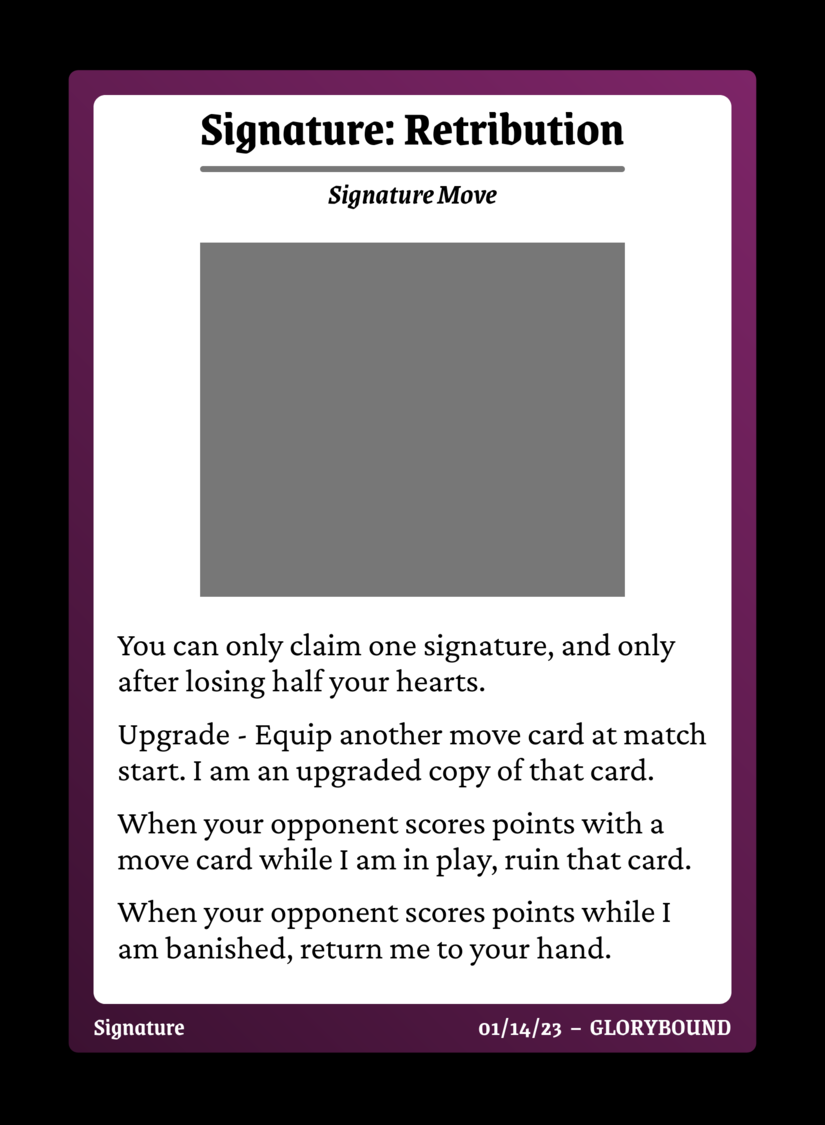 Signature: Retribution
Signature Move
You can only claim one signature, and only
after losing half your hearts.
Upgrade - Equip another move card at match
start. I am an upgraded copy of that card.
When your opponent scores points with a
move card while I am in play, ruin that card.
When your opponent scores points while I
am banished, return me to your hand.
Signature
01/14/23 – GLORYBOUND